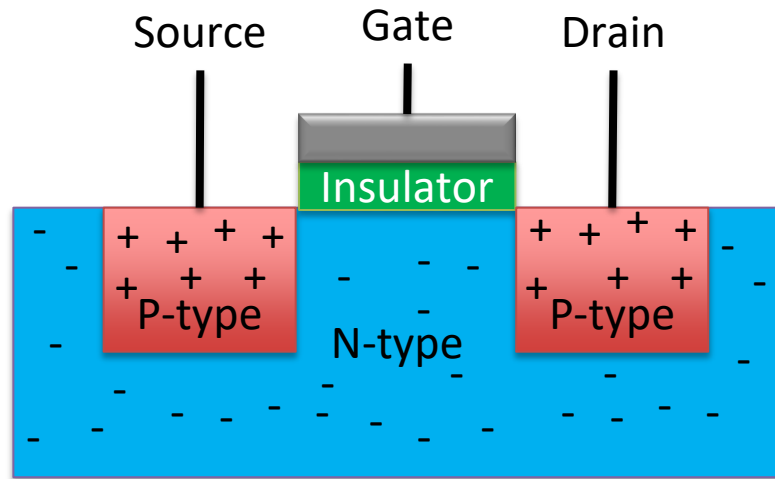 Source
Gate
Drain
Insulator
P-type
P-type
N-type